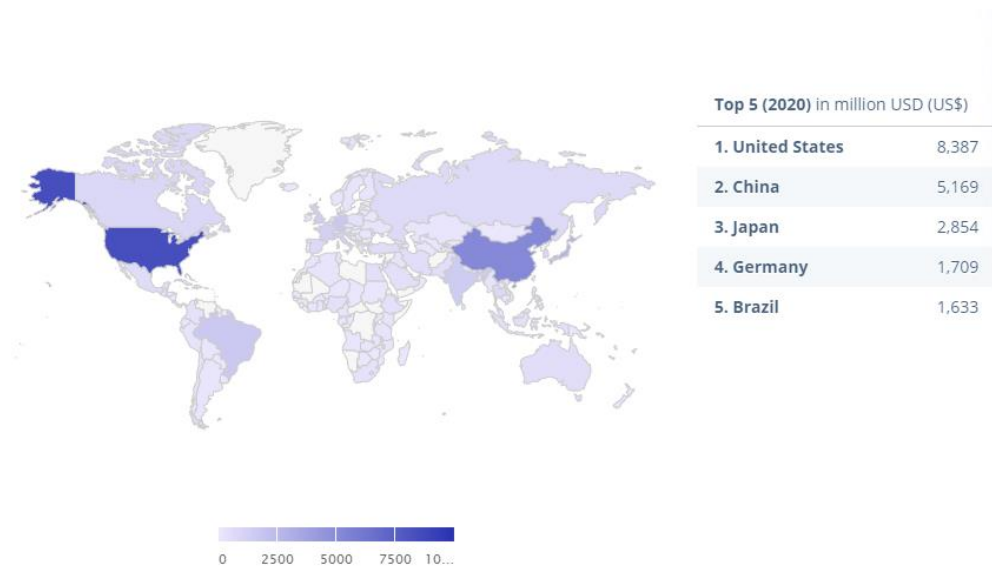 Top 5 (2020) in million USD (US$)
1. United States 8,387
2. China 5,169
3. Japan 2,854
4. Germany 1,709
5. Brazil 1,633
0 2500 5000 7500 10...